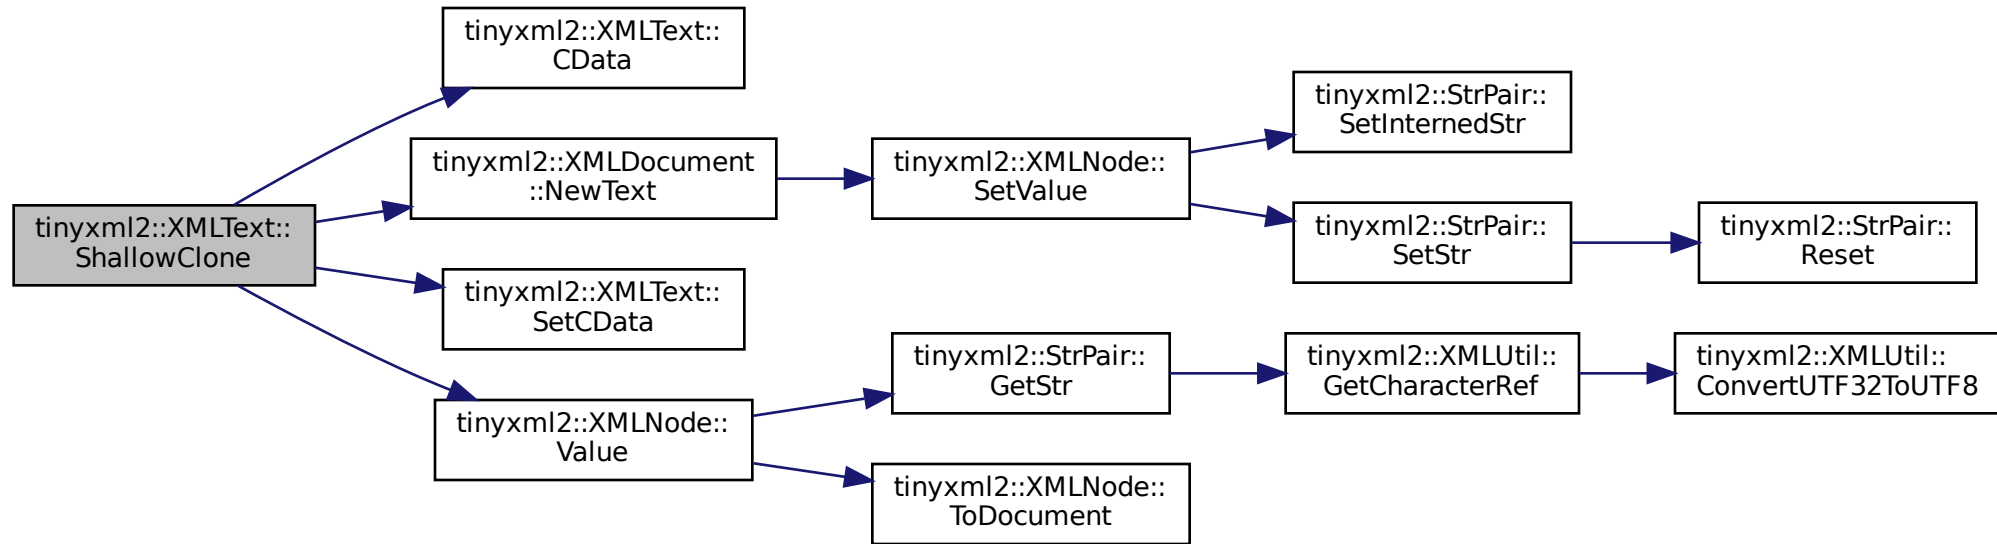 tinyxml2::XMLText::
ShallowClone
tinyxml2::XMLText::
CData
tinyxml2::XMLDocument
::NewText
tinyxml2::XMLNode::
SetValue
tinyxml2::StrPair::
SetInternedStr
tinyxml2::StrPair::
SetStr
tinyxml2::StrPair::
Reset
tinyxml2::XMLText::
SetCData
tinyxml2::XMLNode::
Value
tinyxml2::StrPair::
GetStr
tinyxml2::XMLUtil::
GetCharacterRef
tinyxml2::XMLUtil::
ConvertUTF32ToUTF8
tinyxml2::XMLNode::
ToDocument